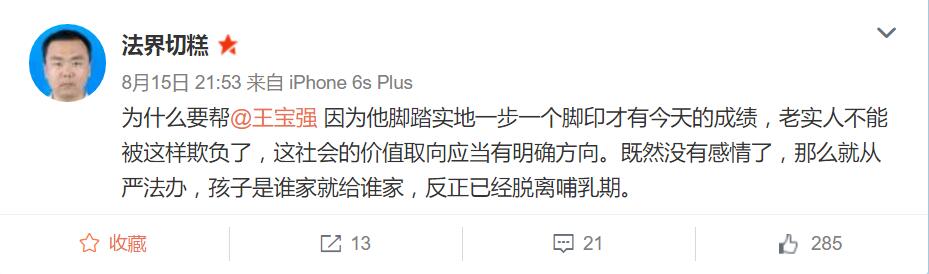 法界切糕
8月15日 21:53 来自 iPhone 6s Plus
为什么要帮@王宝强 因为他脚踏实地一步一个脚印才有今天的成绩，老实人不能
被这样欺负了，这社会的价值取向应当有明确方向。既然没有感情了，那么就从
严法办，孩子是谁家就给谁家，反正已经脱离哺乳期。
收藏 13 21 285